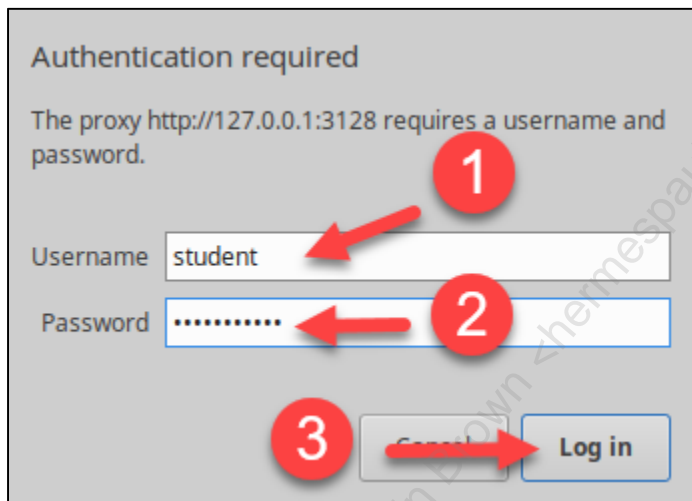 Authentication required
The proxy http://127.0.0.1:3128 requires a username and
password.
1
Username student
Password •••••••••••
2
3
Log in